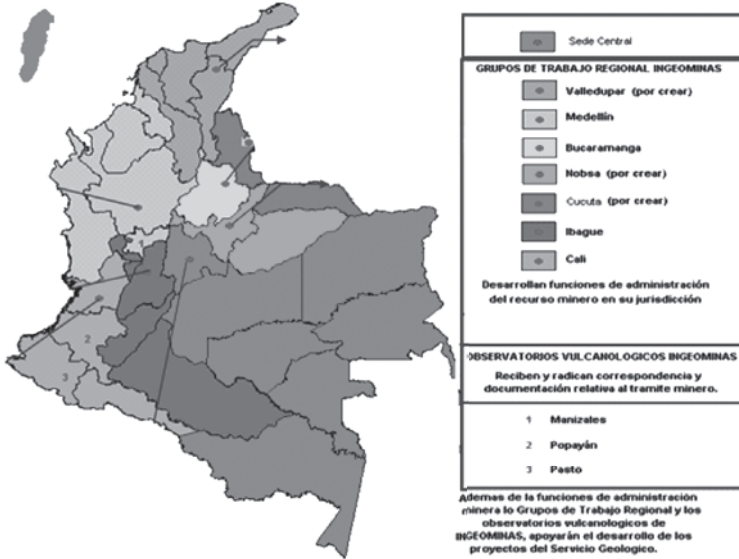 Sede Central
GRUPOS DE TRABAJO REGIONAL INGEOMINAS
Valledupar (por crear)
Medellín
Bucaramanga
Nobsa (por crear)
Cucuta (por crear)
Ibague
Cali
Desarrollan funciones de administración
del recurso minero en su jurisdicción
OBSERVATORIOS VULCANOLOGICOS INGEOMINAS
Reciben y radican correspondencia y
documentación relativa al tramite minero.
1 Manizales
2 Popayán
3 Pasto
Ademas de la funciones de administración
minera lo Grupos de Trabajo Regional y los
observatorios vulcanologicos de
INGEOMINAS, apoyarán el desarrollo de los
proyectos del Servicio Geologico.
1
2
3